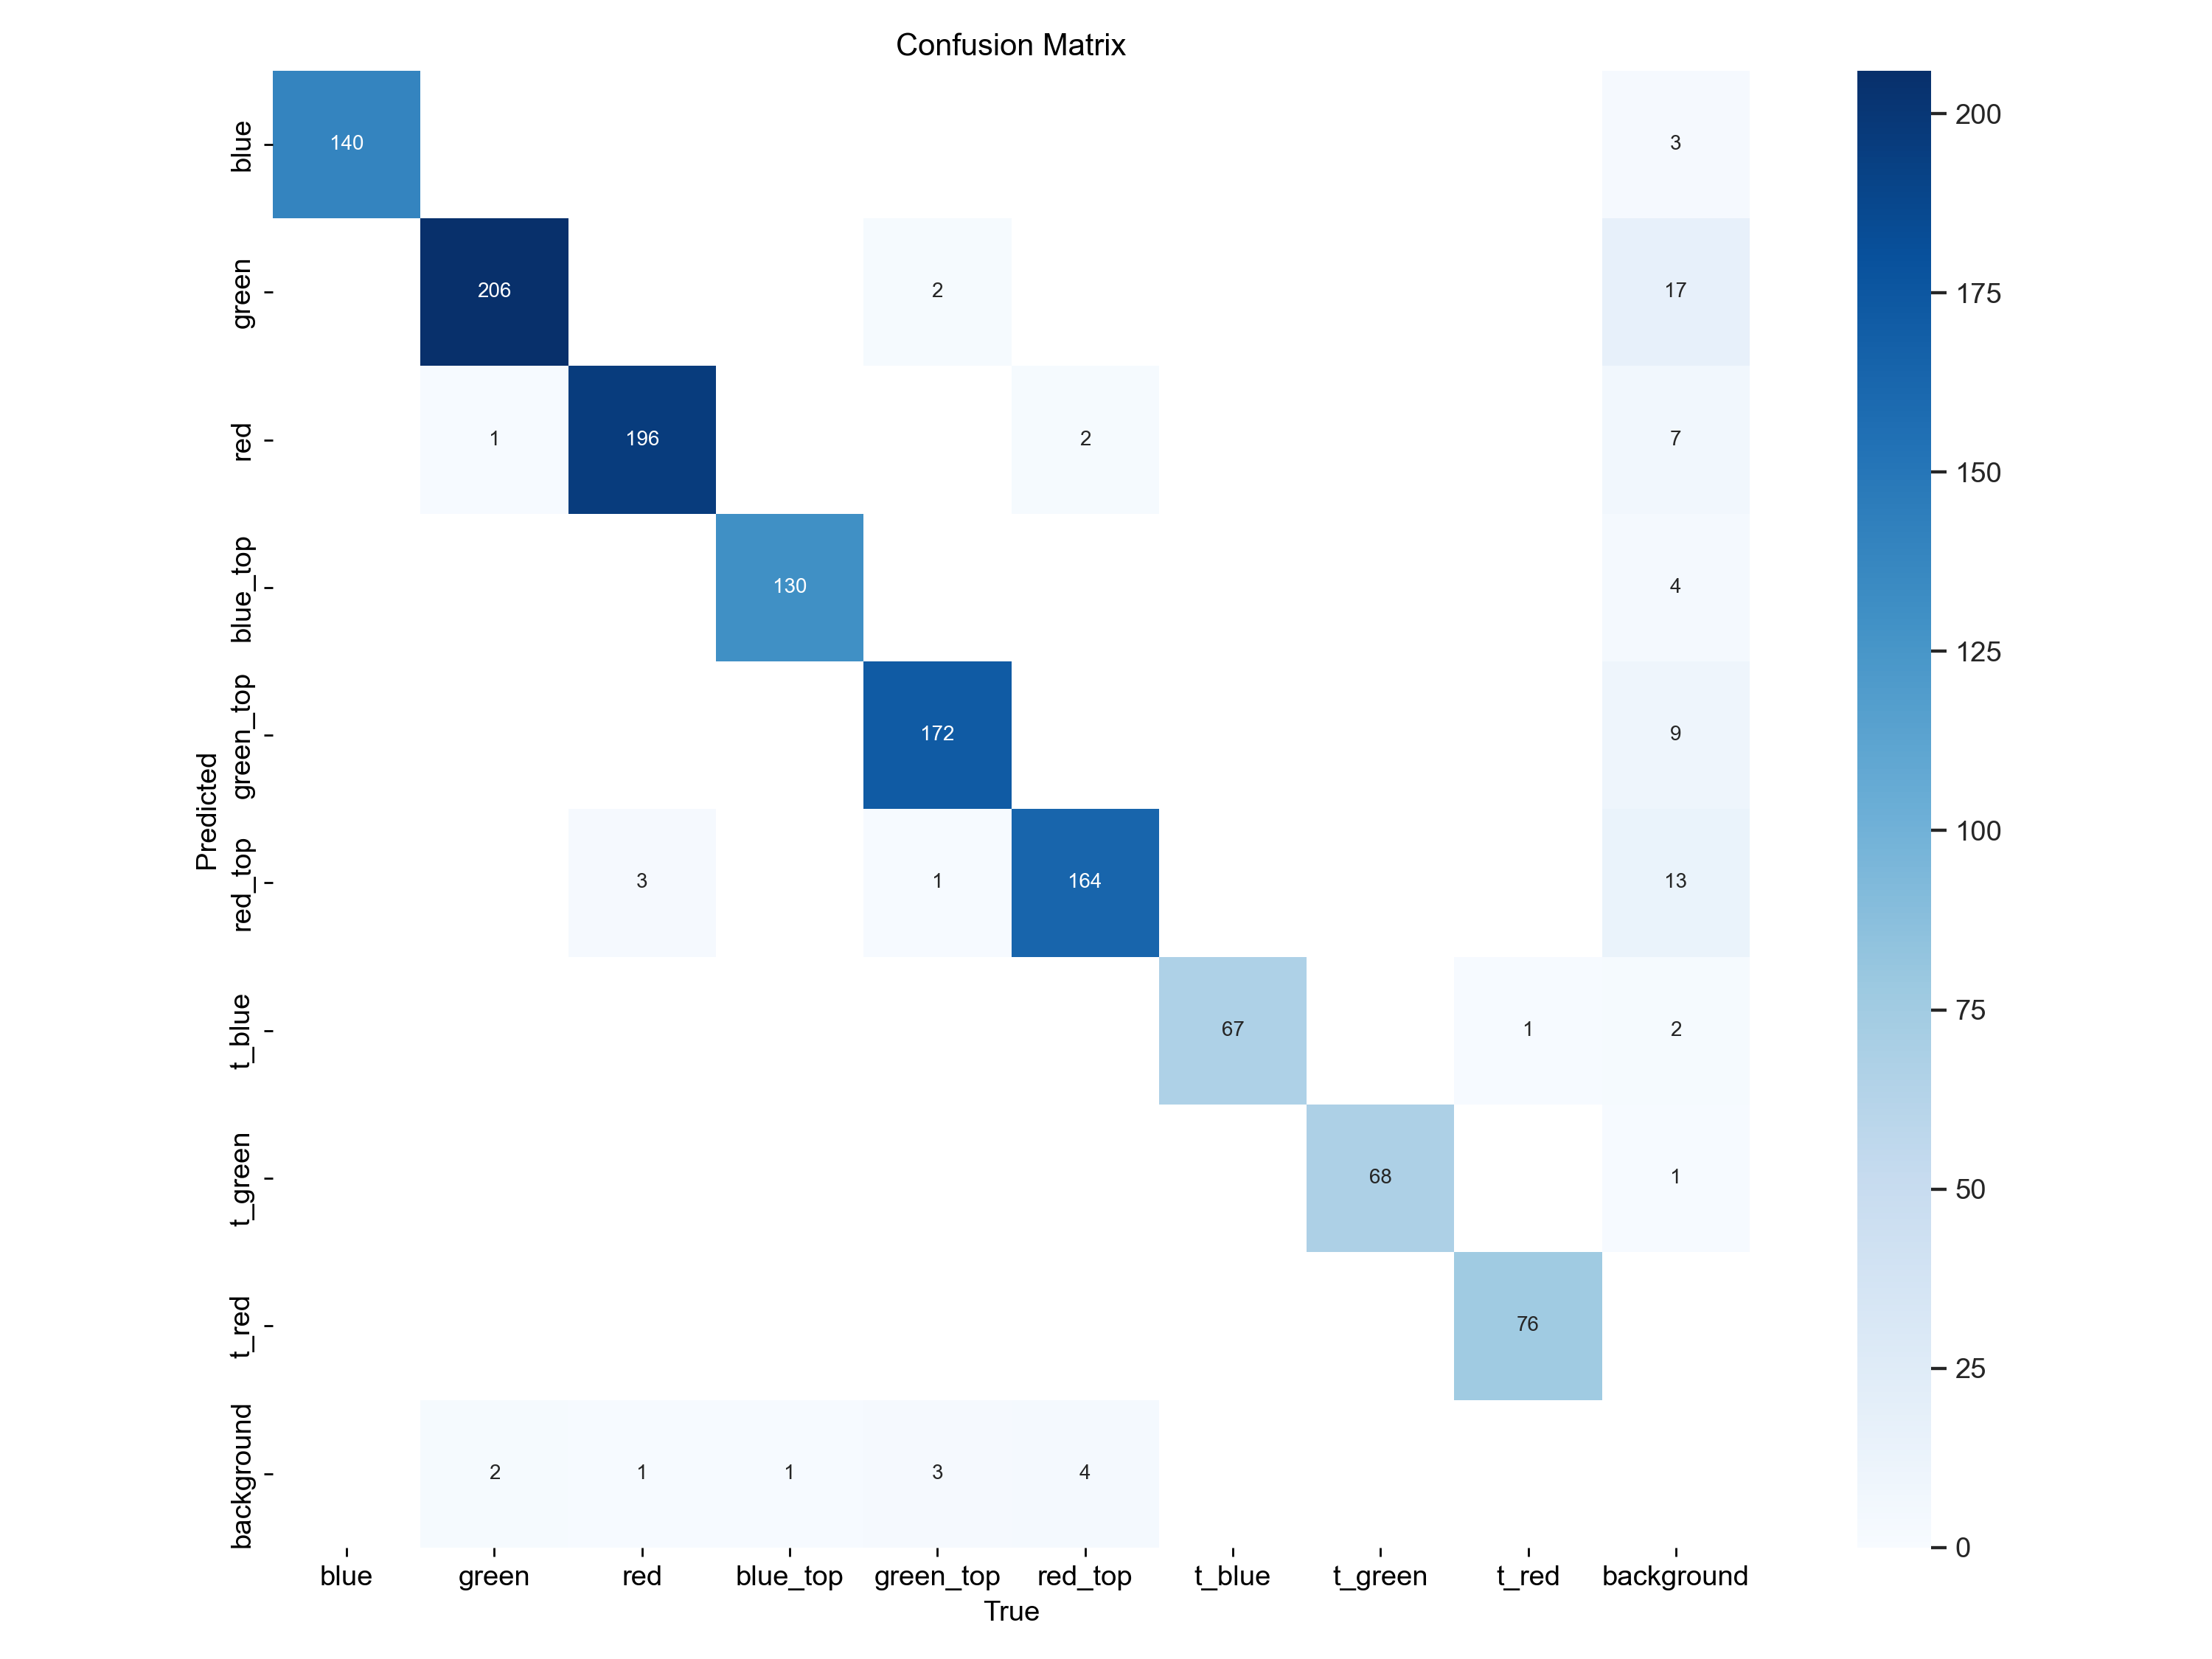 Confusion Matrix
Predicted
blue 140 3
green 206 2 17
red 1 196 2 7
blue_top 130 4
green_top 172 9
red_top 3 1 164 13
t_blue 67 1 2
t_green 68 1
t_red 76
background 2 1 1 3 4
blue green red blue_top green_top red_top t_blue t_green t_red background
True
200
175
150
125
100
75
50
25
0